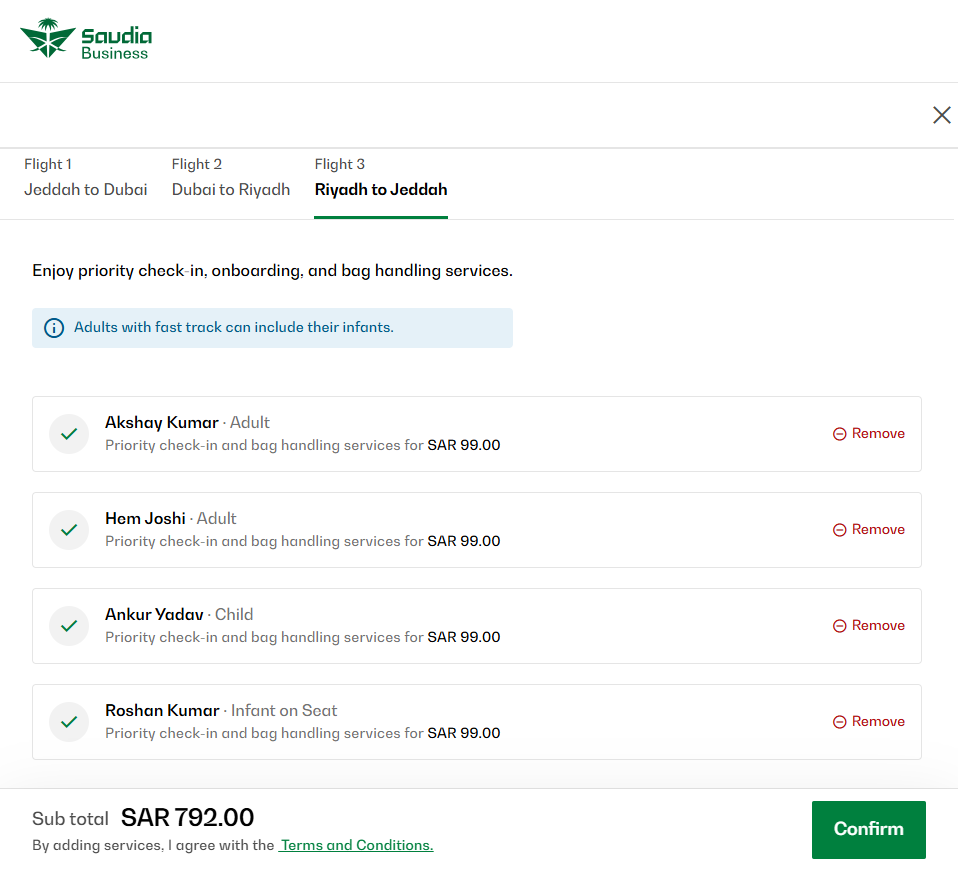 Saudia
Business
Flight 1
Jeddah to Dubai
Flight 2
Dubai to Riyadh
Flight 3
Riyadh to Jeddah
Enjoy priority check-in, onboarding, and bag handling services.
Adults with fast track can include their infants.
Akshay Kumar · Adult
Priority check-in and bag handling services for SAR 99.00
Remove
Hem Joshi · Adult
Priority check-in and bag handling services for SAR 99.00
Remove
Ankur Yadav · Child
Priority check-in and bag handling services for SAR 99.00
Remove
Roshan Kumar · Infant on Seat
Priority check-in and bag handling services for SAR 99.00
Remove
Sub total SAR 792.00
By adding services, I agree with the Terms and Conditions.
Confirm